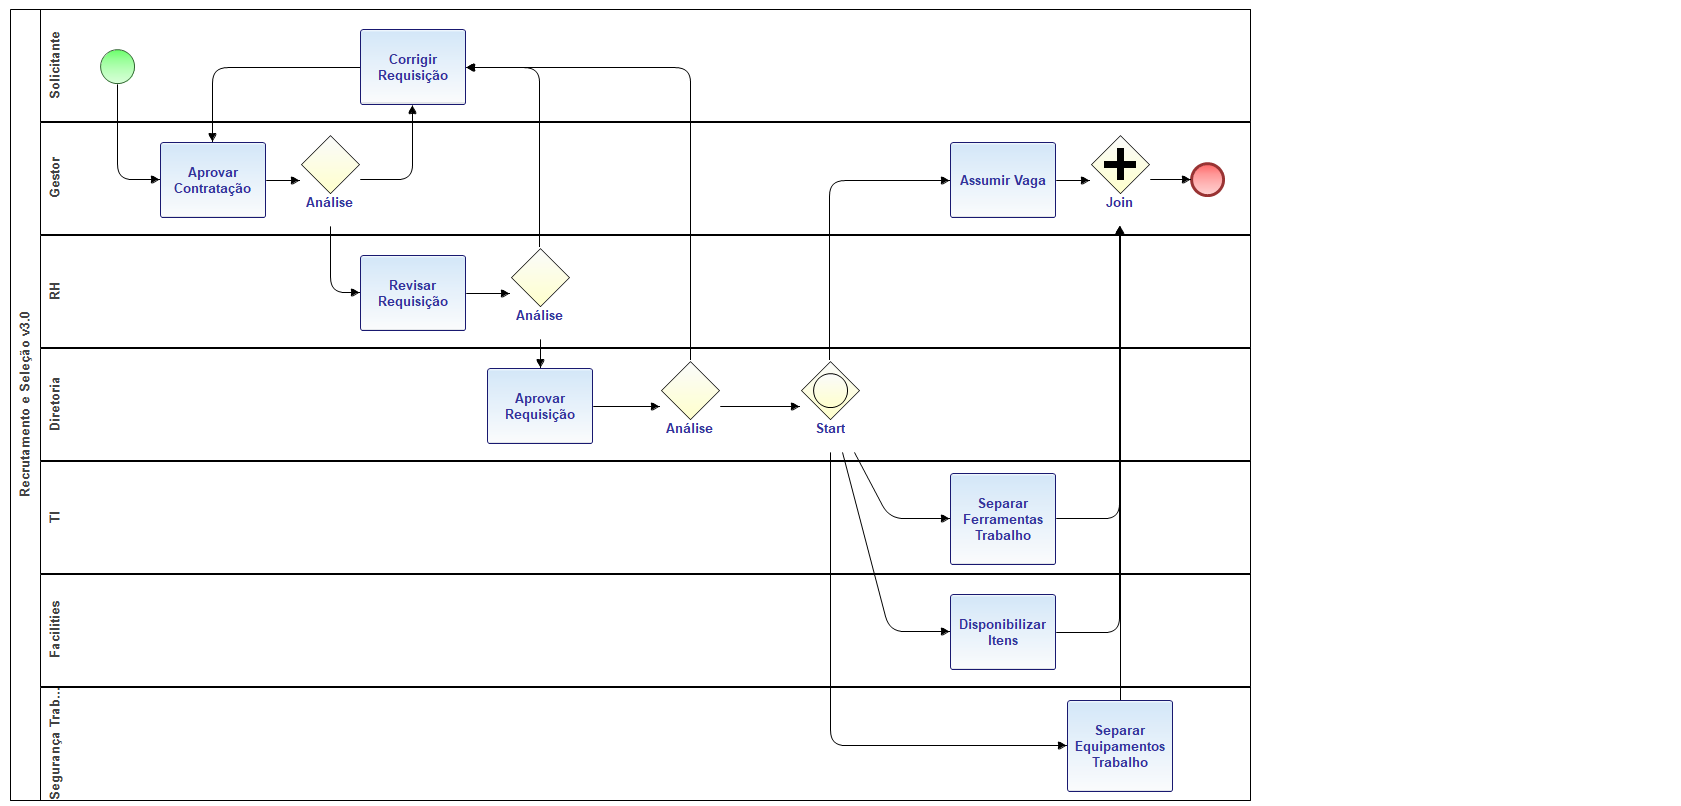 Recrutamento e Seleção v3.0
Solicitante
Corrigir
Requisição
Gestor
Aprovar
Contratação
Análise
Assumir Vaga
Join
RH
Revisar
Requisição
Análise
Diretoria
Aprovar
Requisição
Análise
Start
TI
Separar
Ferramentas
Trabalho
Facilities
Disponibilizar
Itens
Segurança Trab...
Separar
Equipamentos
Trabalho